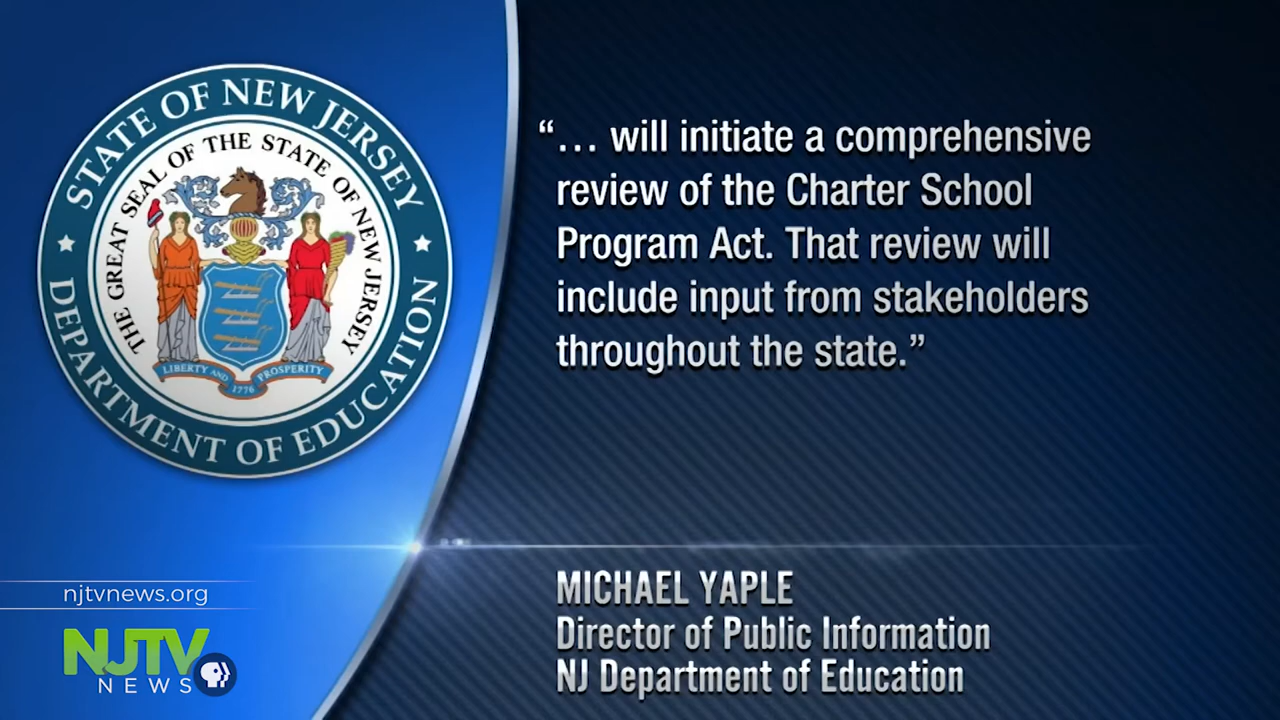 STATE OF NEW JERSEY
DEPARTMENT OF EDUCATION
THE GREAT SEAL OF THE STATE OF NEW JERSEY
LIBERTY AND PROSPERITY
1776
“... will initiate a comprehensive
review of the Charter School
Program Act. That review will
include input from stakeholders
throughout the state.”
MICHAEL YAPLE
Director of Public Information
NJ Department of Education
njtvnews.org
NJTV
NEWS